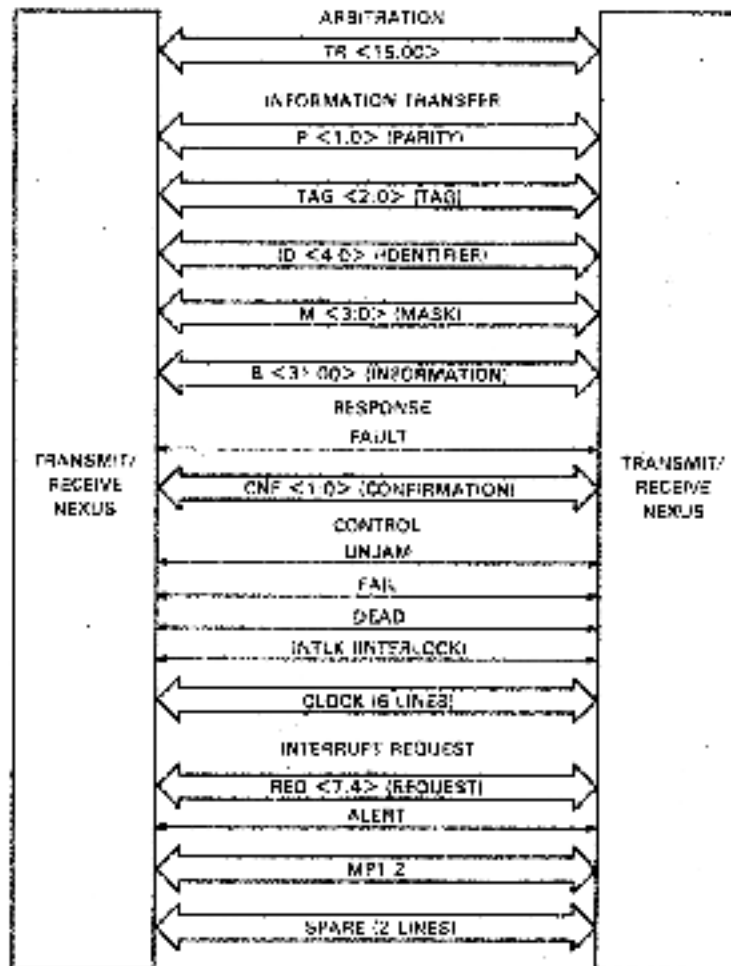 ARBITRATION
TR <15:00>
INFORMATION TRANSFER
P <1:0> (PARITY)
TAG <2:0> (TAG)
ID <4:0> (IDENTIFIER)
M <3:0> (MASK)
B <31:00> (INFORMATION)
RESPONSE
FAULT
TRANSMIT/
RECEIVE
NEXUS
CNF <1:0> (CONFIRMATION)
TRANSMIT/
RECEIVE
NEXUS
CONTROL
UNJAM
FAIL
DEAD
INTLK (INTERLOCK)
CLOCK (6 LINES)
INTERRUPT REQUEST
REQ <7:4> (REQUEST)
ALERT
SPARE (2 LINES)